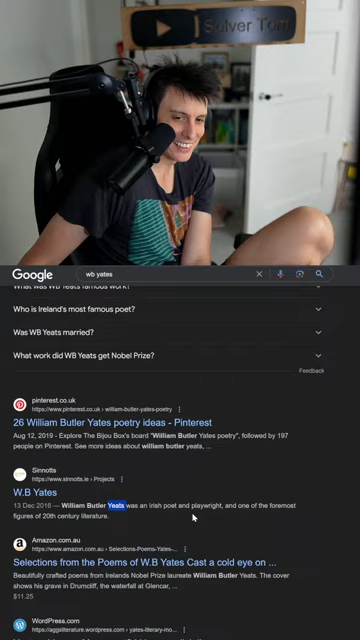 Solver Tom
Google
wb yates
What was WB Yeats famous work?
Who is Ireland's most famous poet?
Was WB Yeats married?
What work did WB Yeats get Nobel Prize?
Feedback
pinterest.co.uk
https://www.pinterest.co.uk › william-butler-yates-poetry
26 William Butler Yates poetry ideas - Pinterest
Aug 12, 2019 - Explore The Bijou Box's board "William Butler Yates poetry", followed by 197
people on Pinterest. See more ideas about william butler yeats, ...
Sinnotts
https://www.sinnotts.ie › Projects
W.B Yeats
13 Dec 2016 — William Butler Yeats was an Irish poet and playwright, and one of the foremost
figures of 20th century literature.
Amazon.com.au
https://www.amazon.com.au › Selections-Poems-Yates-...
Selections from the Poems of W.B Yates Cast a cold eye on ...
Beautifully crafted poems from Irelands Nobel Prize laureate William Butler Yeats. The cover
shows his grave in Drumcliff, the waterfall at Glencar, ...
$11.25
WordPress.com
https://aggsliterature.wordpress.com › yeats-literary-mo...